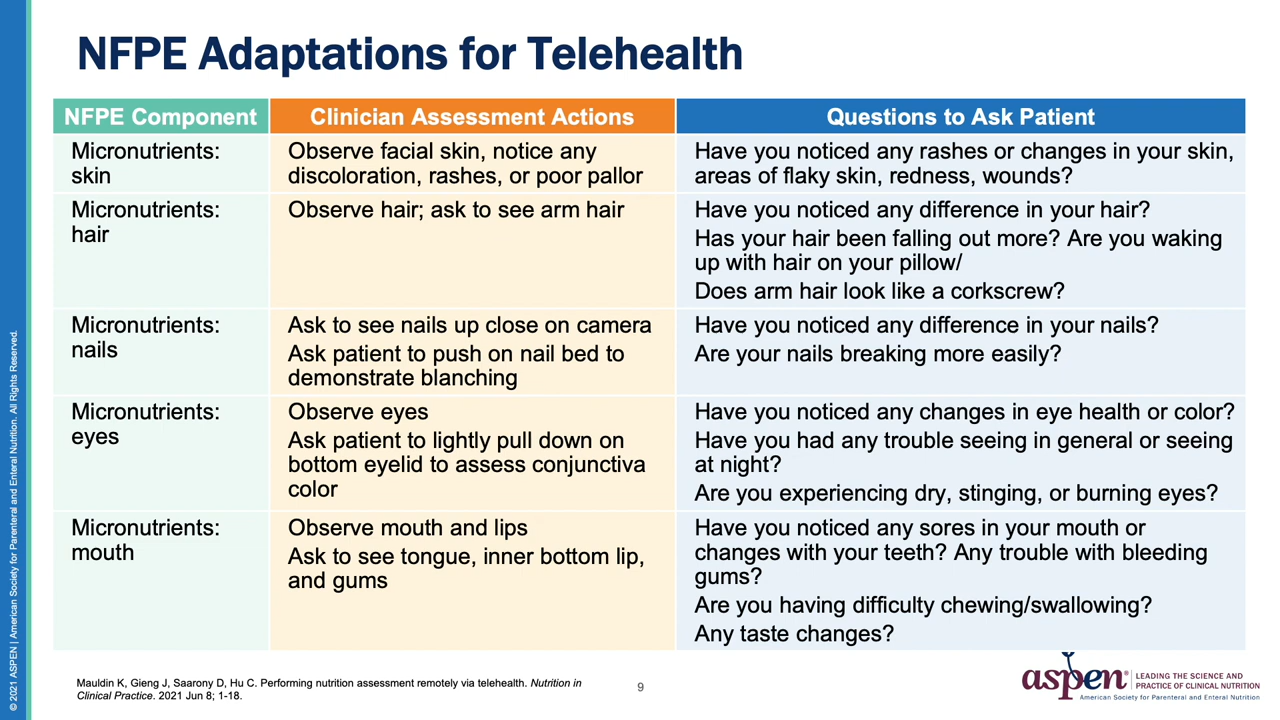 NFPE Adaptations for Telehealth
NFPE Component
Clinician Assessment Actions
Questions to Ask Patient
Micronutrients:
skin
Observe facial skin, notice any
discoloration, rashes, or poor pallor
Have you noticed any rashes or changes in your skin,
areas of flaky skin, redness, wounds?
Micronutrients:
hair
Observe hair; ask to see arm hair
Have you noticed any difference in your hair?
Has your hair been falling out more? Are you waking
up with hair on your pillow/
Does arm hair look like a corkscrew?
Micronutrients:
nails
Ask to see nails up close on camera
Ask patient to push on nail bed to
demonstrate blanching
Have you noticed any difference in your nails?
Are your nails breaking more easily?
Micronutrients:
eyes
Observe eyes
Ask patient to lightly pull down on
bottom eyelid to assess conjunctiva
color
Have you noticed any changes in eye health or color?
Have you had any trouble seeing in general or seeing
at night?
Are you experiencing dry, stinging, or burning eyes?
Micronutrients:
mouth
Observe mouth and lips
Ask to see tongue, inner bottom lip,
and gums
Have you noticed any sores in your mouth or
changes with your teeth? Any trouble with bleeding
gums?
Are you having difficulty chewing/swallowing?
Any taste changes?
Mauldin K, Gieng J, Saarony D, Hu C. Performing nutrition assessment remotely via telehealth. Nutrition in
Clinical Practice. 2021 Jun 8; 1-18.
9
aspen®
LEADING THE SCIENCE AND
PRACTICE OF CLINICAL NUTRITION
American Society for Parenteral and Enteral Nutrition
© 2021 ASPEN | American Society for Parenteral and Enteral Nutrition. All Rights Reserved.